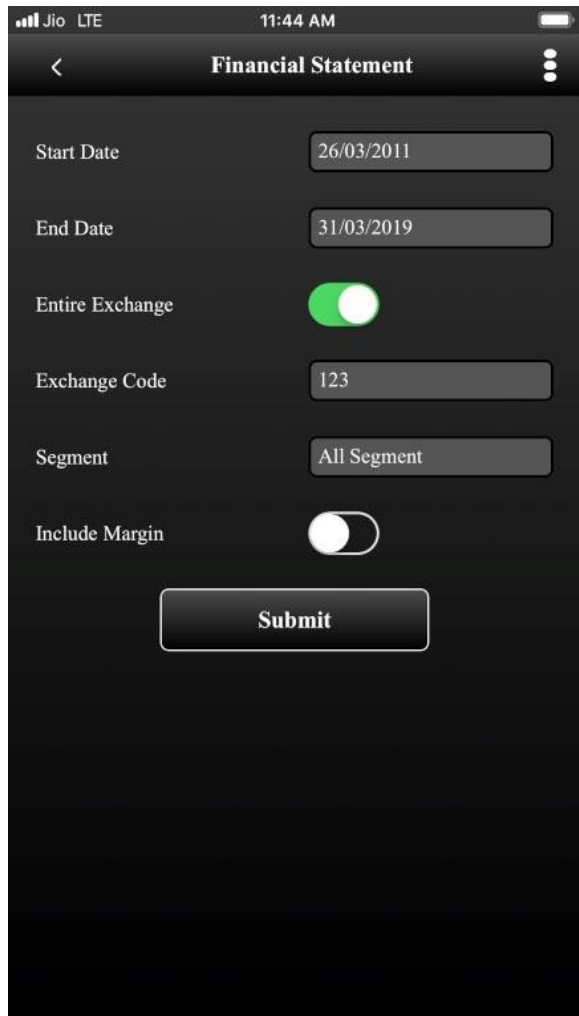 Jio LTE 11:44 AM
Financial Statement
Start Date 26/03/2011
End Date 31/03/2019
Entire Exchange
Exchange Code 123
Segment All Segment
Include Margin
Submit